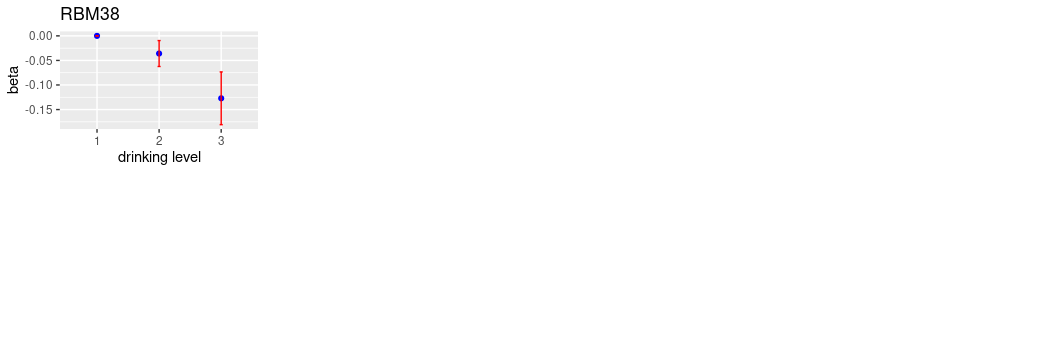 RBM38
0.00
-0.05
-0.10
-0.15
beta
1 2 3
drinking level